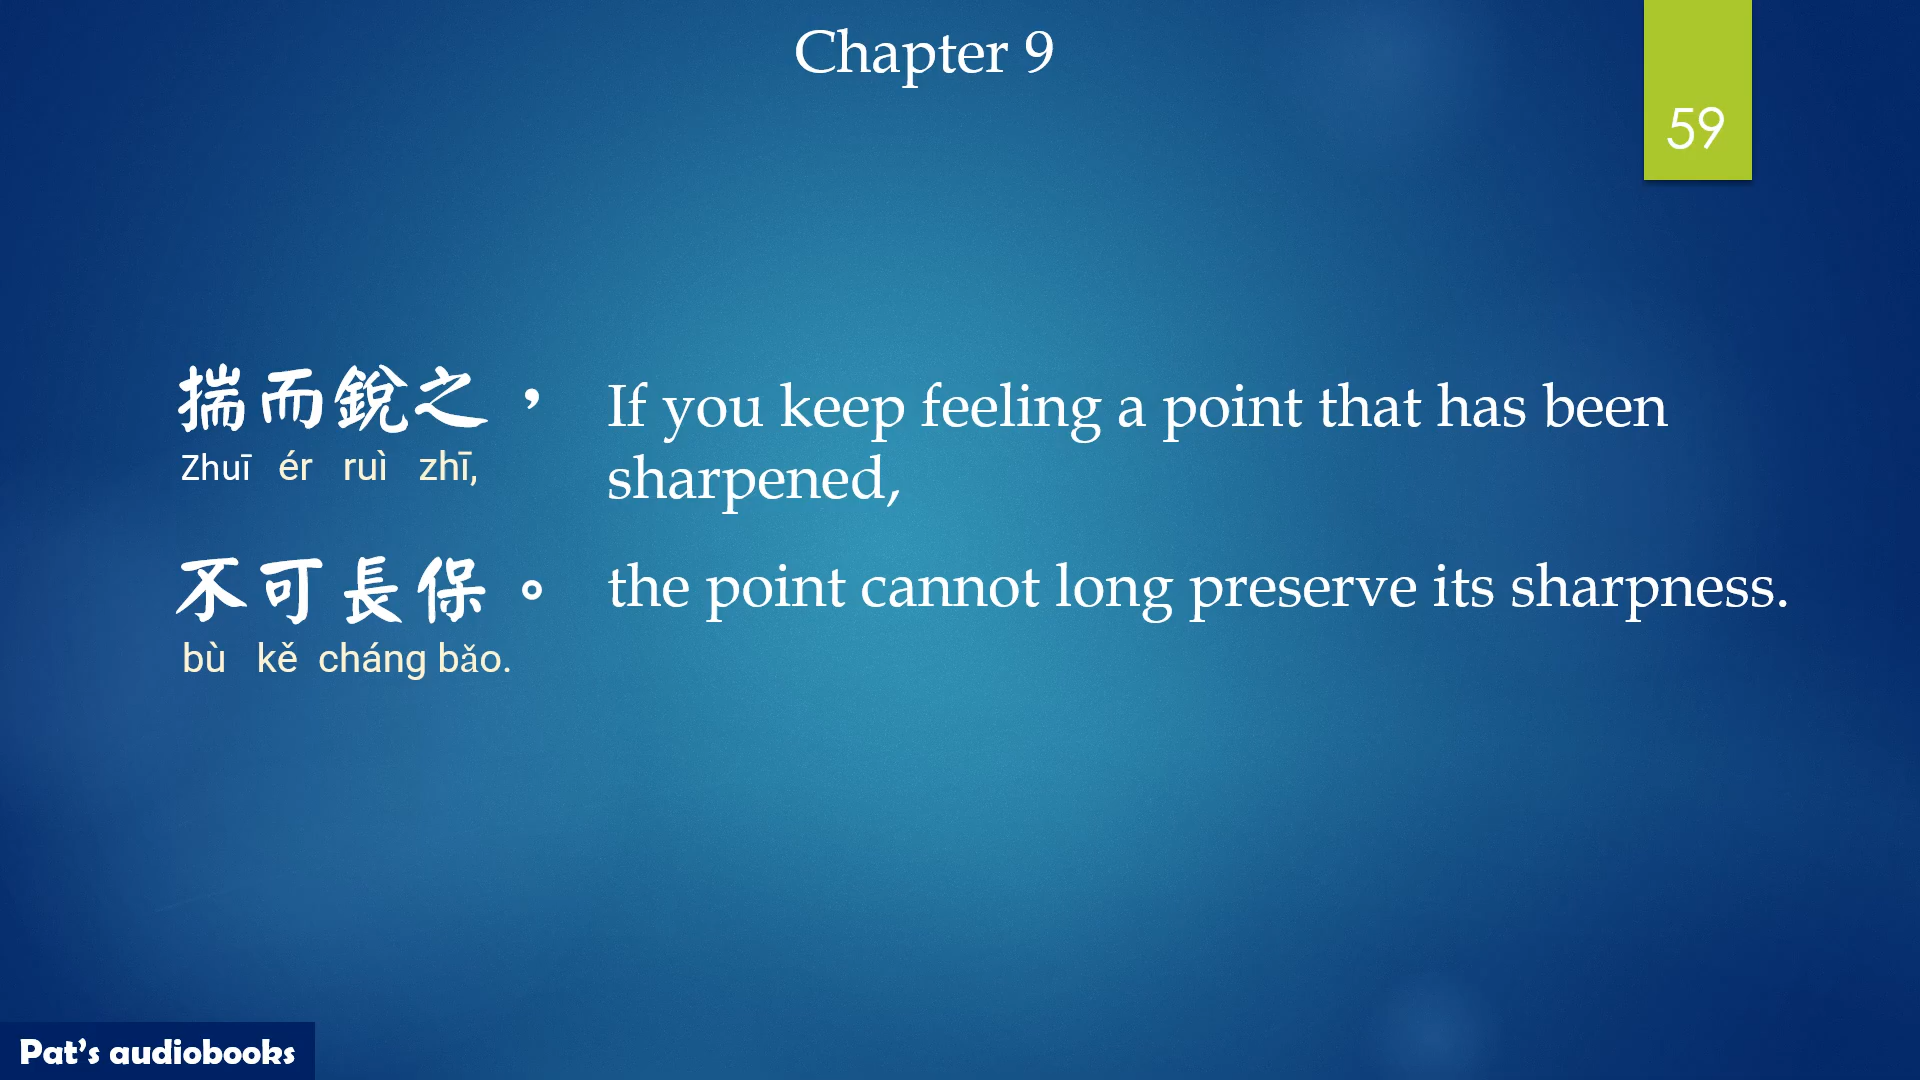 Chapter 9
59
揣而銳之，
Zhuī ér ruì zhī,
If you keep feeling a point that has been
sharpened,
不可長保。
bù kě cháng bǎo.
the point cannot long preserve its sharpness.
Pat's audiobooks